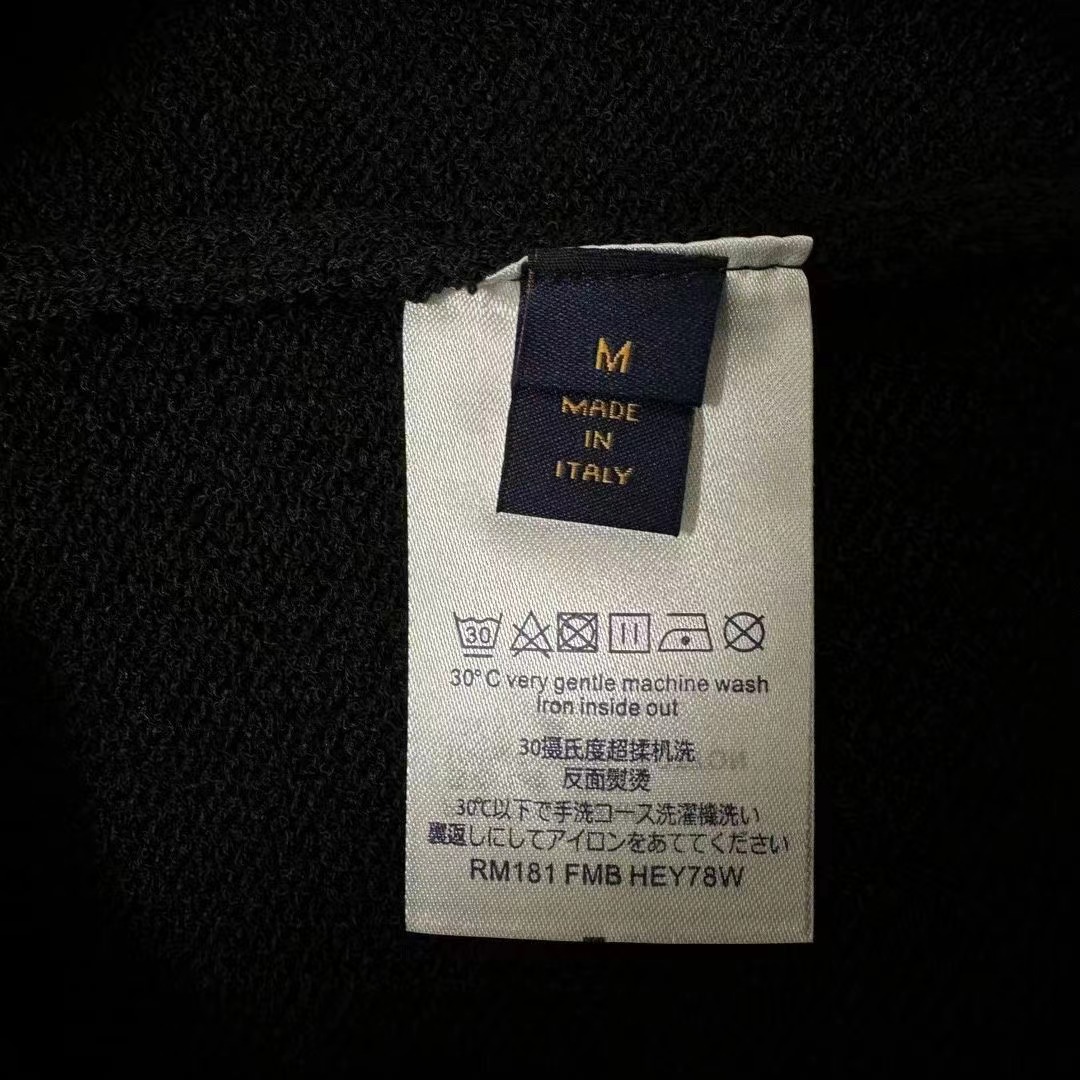 M
MADE
IN
ITALY
30
30°C very gentle machine wash
Iron inside out
30摄氏度超揉机洗
反面熨烫
30℃以下で手洗コース洗濯機洗い
裏返しにしてアイロンをあててください
RM181 FMB HEY78W